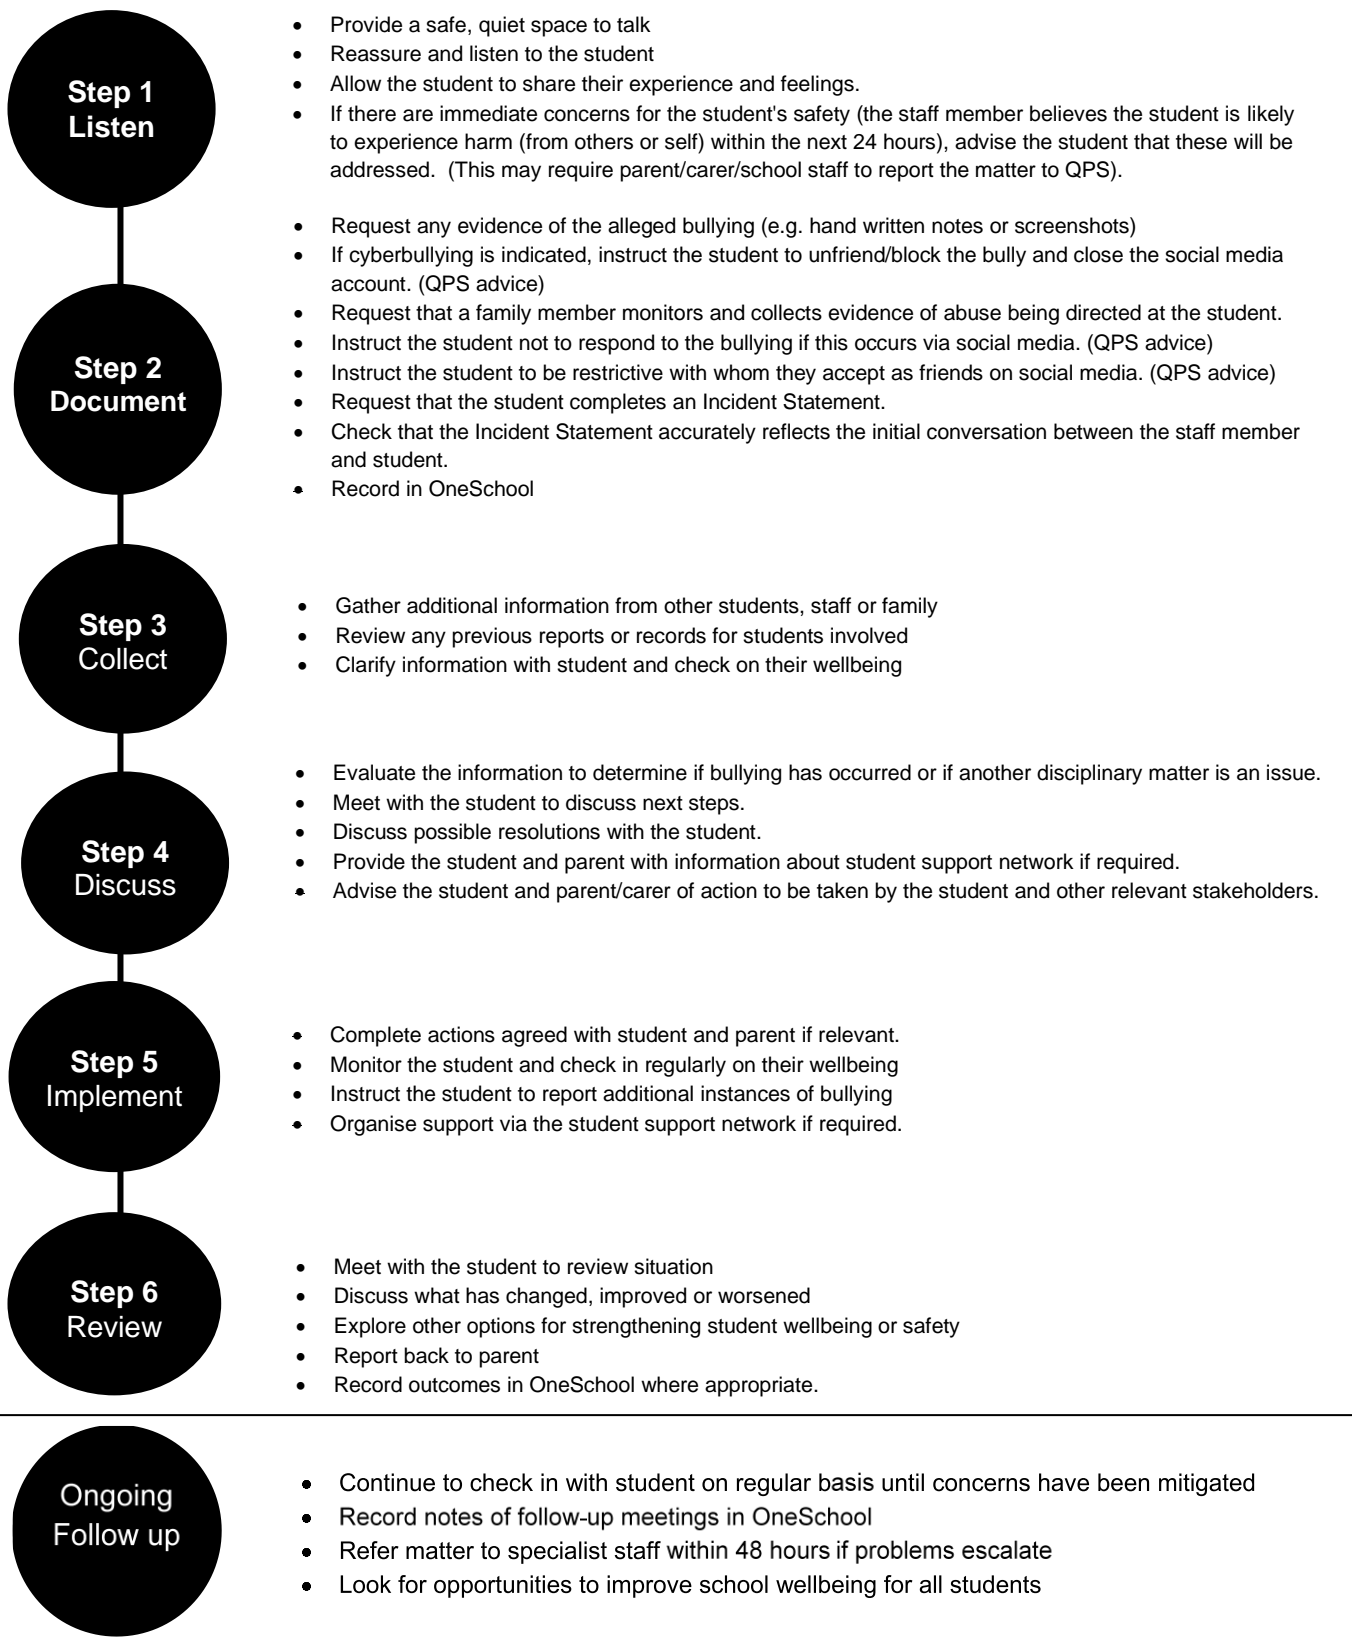 Step 1
Listen
• Provide a safe, quiet space to talk
• Reassure and listen to the student
• Allow the student to share their experience and feelings.
• If there are immediate concerns for the student's safety (the staff member believes the student is likely
to experience harm (from others or self) within the next 24 hours), advise the student that these will be
addressed.  (This may require parent/carer/school staff to report the matter to QPS).
Step 2
Document
• Request any evidence of the alleged bullying (e.g. hand written notes or screenshots)
• If cyberbullying is indicated, instruct the student to unfriend/block the bully and close the social media
account. (QPS advice)
• Request that a family member monitors and collects evidence of abuse being directed at the student.
• Instruct the student not to respond to the bullying if this occurs via social media. (QPS advice)
• Instruct the student to be restrictive with whom they accept as friends on social media. (QPS advice)
• Request that the student completes an Incident Statement.
• Check that the Incident Statement accurately reflects the initial conversation between the staff member
and student.
• Record in OneSchool
Step 3
Collect
• Gather additional information from other students, staff or family
• Review any previous reports or records for students involved
• Clarify information with student and check on their wellbeing
Step 4
Discuss
• Evaluate the information to determine if bullying has occurred or if another disciplinary matter is an issue.
• Meet with the student to discuss next steps.
• Discuss possible resolutions with the student.
• Provide the student and parent with information about student support network if required.
• Advise the student and parent/carer of action to be taken by the student and other relevant stakeholders.
Step 5
Implement
• Complete actions agreed with student and parent if relevant.
• Monitor the student and check in regularly on their wellbeing
• Instruct the student to report additional instances of bullying
• Organise support via the student support network if required.
Step 6
Review
• Meet with the student to review situation
• Discuss what has changed, improved or worsened
• Explore other options for strengthening student wellbeing or safety
• Report back to parent
• Record outcomes in OneSchool where appropriate.
Ongoing
Follow up
• Continue to check in with student on regular basis until concerns have been mitigated
• Record notes of follow-up meetings in OneSchool
• Refer matter to specialist staff within 48 hours if problems escalate
• Look for opportunities to improve school wellbeing for all students